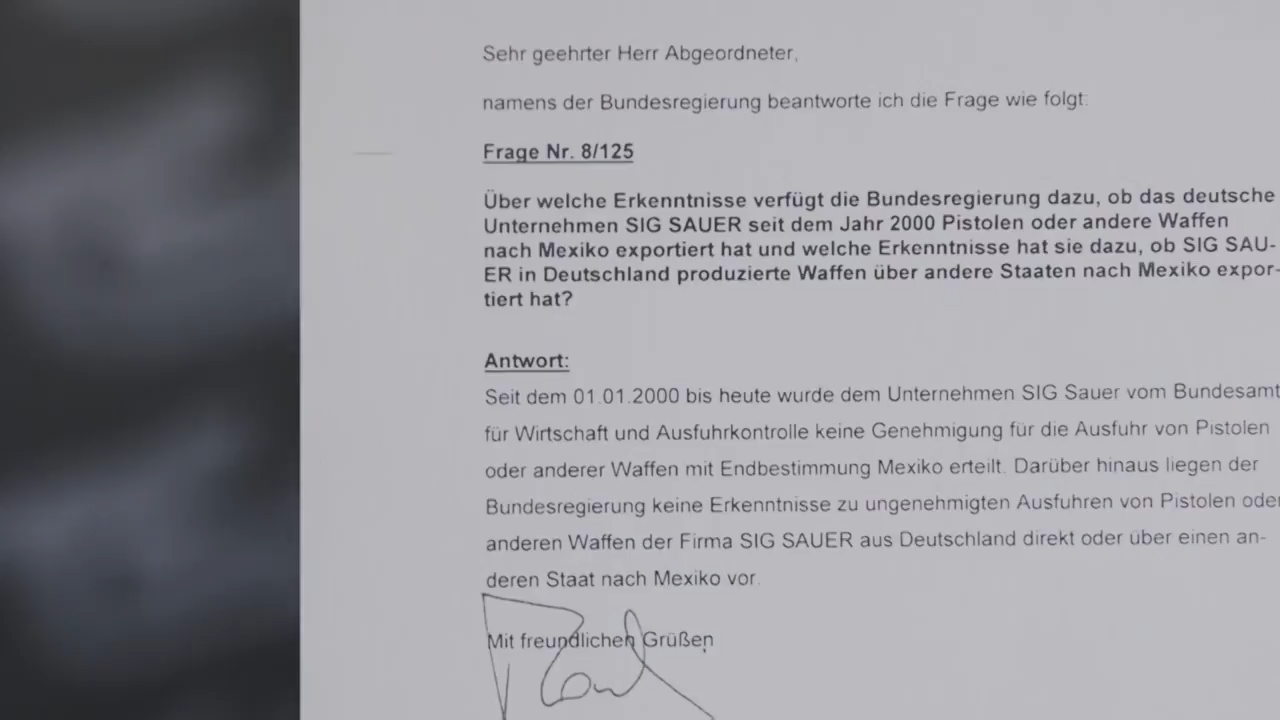 Sehr geehrter Herr Abgeordneter,
namens der Bundesregierung beantworte ich die Frage wie folgt:
Frage Nr. 8/125
Über welche Erkenntnisse verfügt die Bundesregierung dazu, ob das deutsche
Unternehmen SIG SAUER seit dem Jahr 2000 Pistolen oder andere Waffen
nach Mexiko exportiert hat und welche Erkenntnisse hat sie dazu, ob SIG SAU-
ER in Deutschland produzierte Waffen über andere Staaten nach Mexiko expor-
tiert hat?
Antwort:
Seit dem 01.01.2000 bis heute wurde dem Unternehmen SIG Sauer vom Bundesamt
für Wirtschaft und Ausfuhrkontrolle keine Genehmigung für die Ausfuhr von Pistolen
oder anderer Waffen mit Endbestimmung Mexiko erteilt. Darüber hinaus liegen der
Bundesregierung keine Erkenntnisse zu ungenehmigten Ausfuhren von Pistolen oder
anderen Waffen der Firma SIG SAUER aus Deutschland direkt oder über einen an-
deren Staat nach Mexiko vor.
Mit freundlichen Grüßen